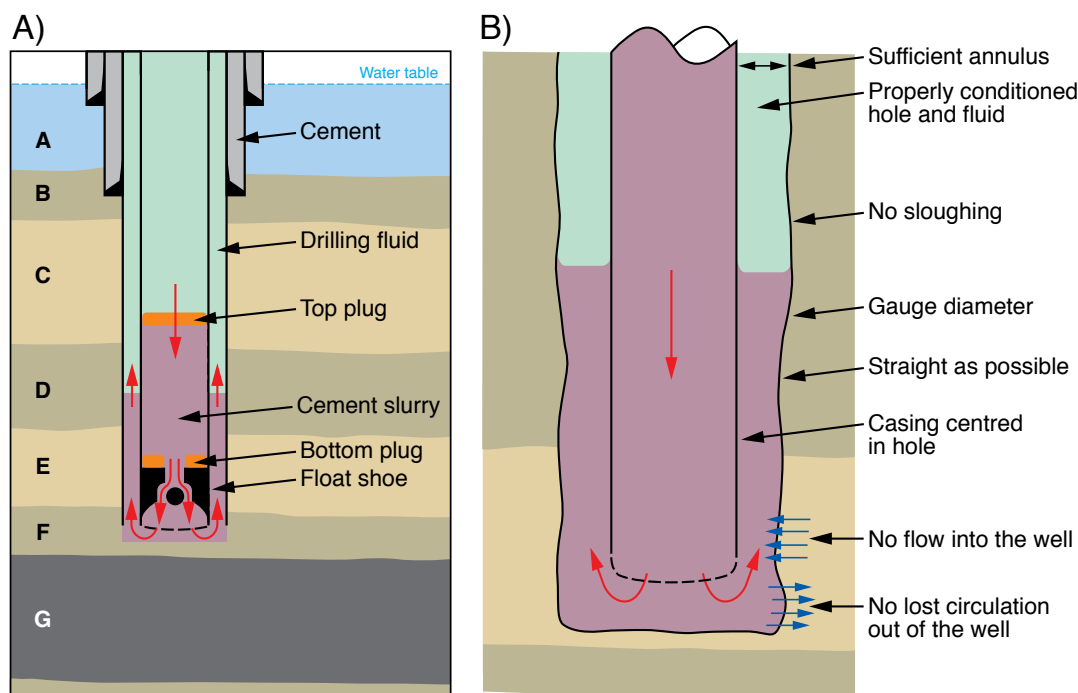 A)
Water table
A
Cement
B
Drilling fluid
C
Top plug
D
Cement slurry
Bottom plug
E
Float shoe
F
G
B)
Sufficient annulus
Properly conditioned
hole and fluid
No sloughing
Gauge diameter
Straight as possible
Casing centred
in hole
No flow into the well
No lost circulation
out of the well